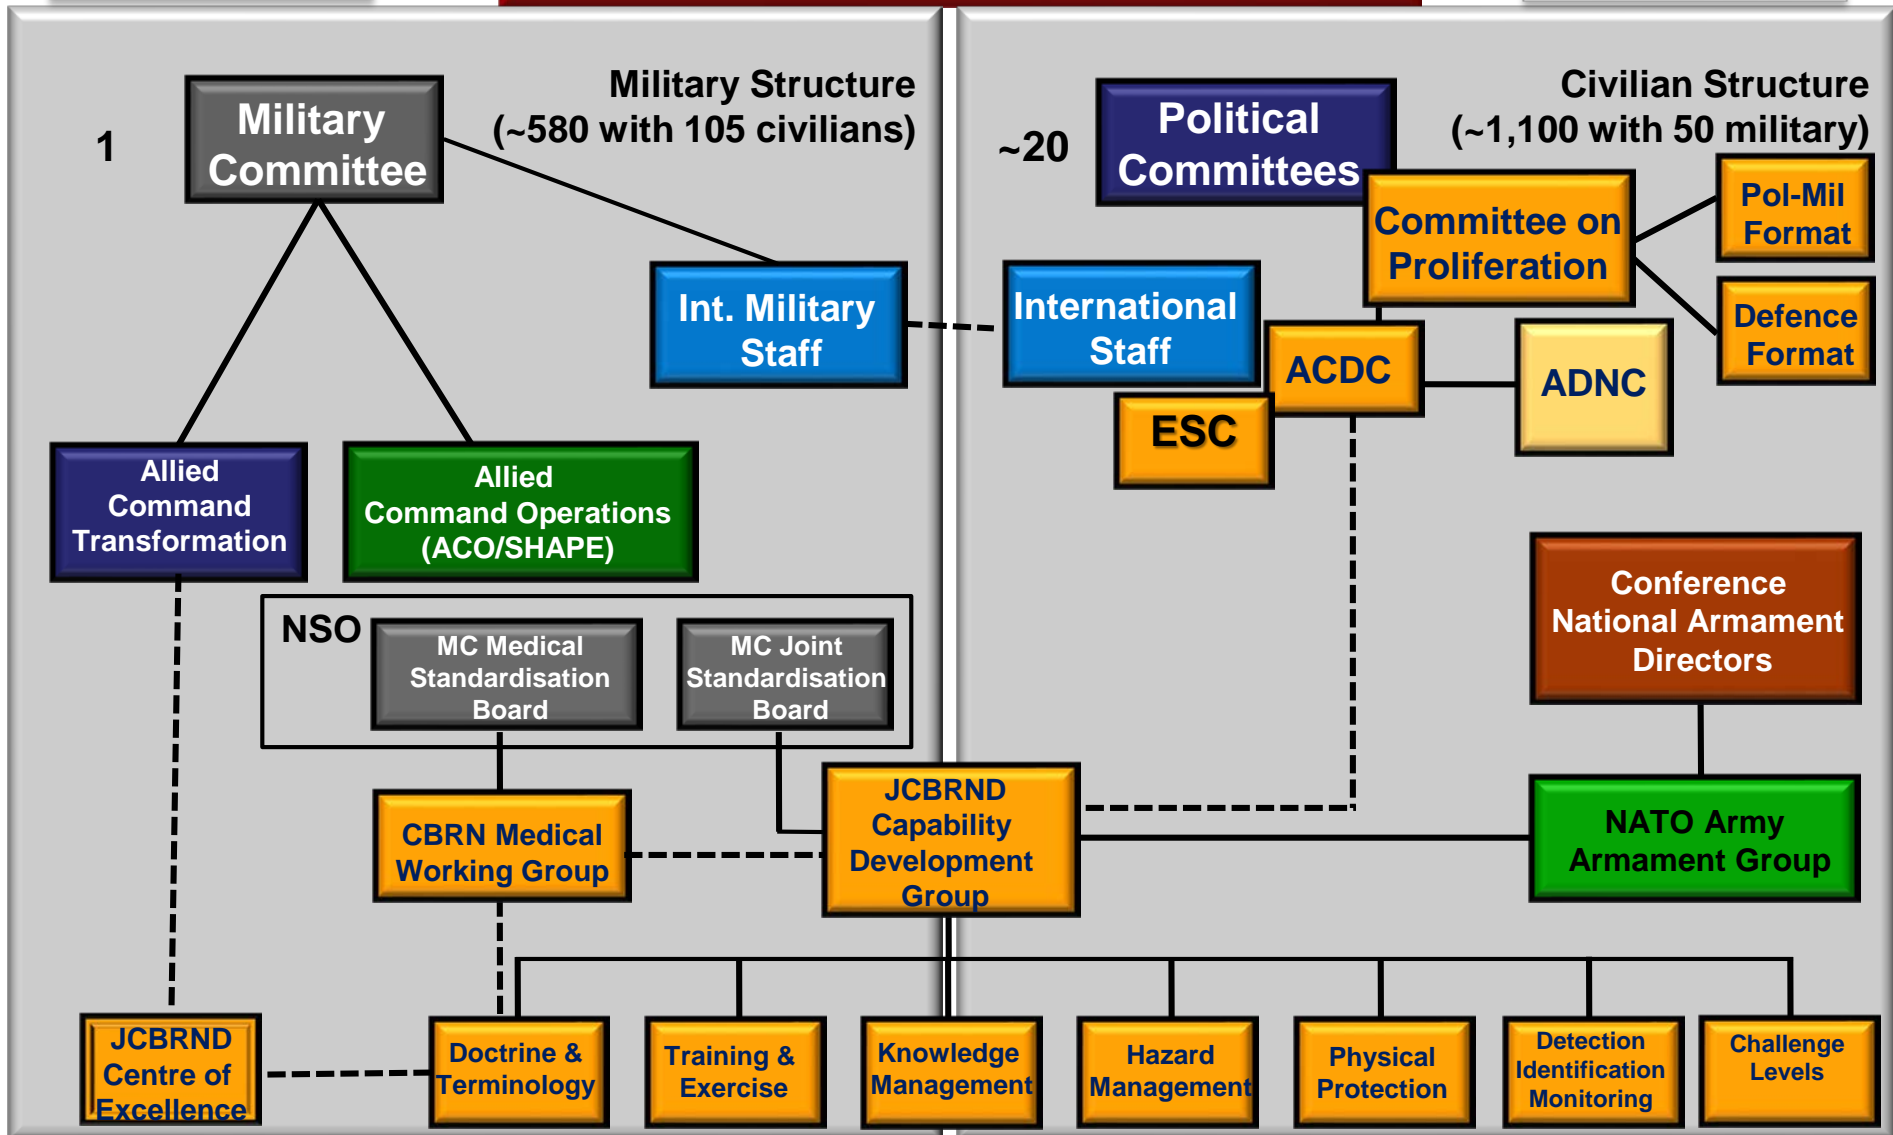 Military Structure
(~580 with 105 civilians)
1
Military
Committee
Int. Military
Staff
Allied
Command
Transformation
Allied
Command Operations
(ACO/SHAPE)
NSO
MC Medical
Standardisation
Board
MC Joint
Standardisation
Board
CBRN Medical
Working Group
JCBRND
Capability
Development
Group
Civilian Structure
(~1,100 with 50 military)
~20
Political
Committees
Committee on
Proliferation
Pol-Mil
Format
Defence
Format
International
Staff
ACDC
ADNC
ESC
Conference
National Armament
Directors
NATO Army
Armament Group
JCBRND
Centre of
Excellence
Doctrine &
Terminology
Training &
Exercise
Knowledge
Management
Hazard
Management
Physical
Protection
Detection
Identification
Monitoring
Challenge
Levels